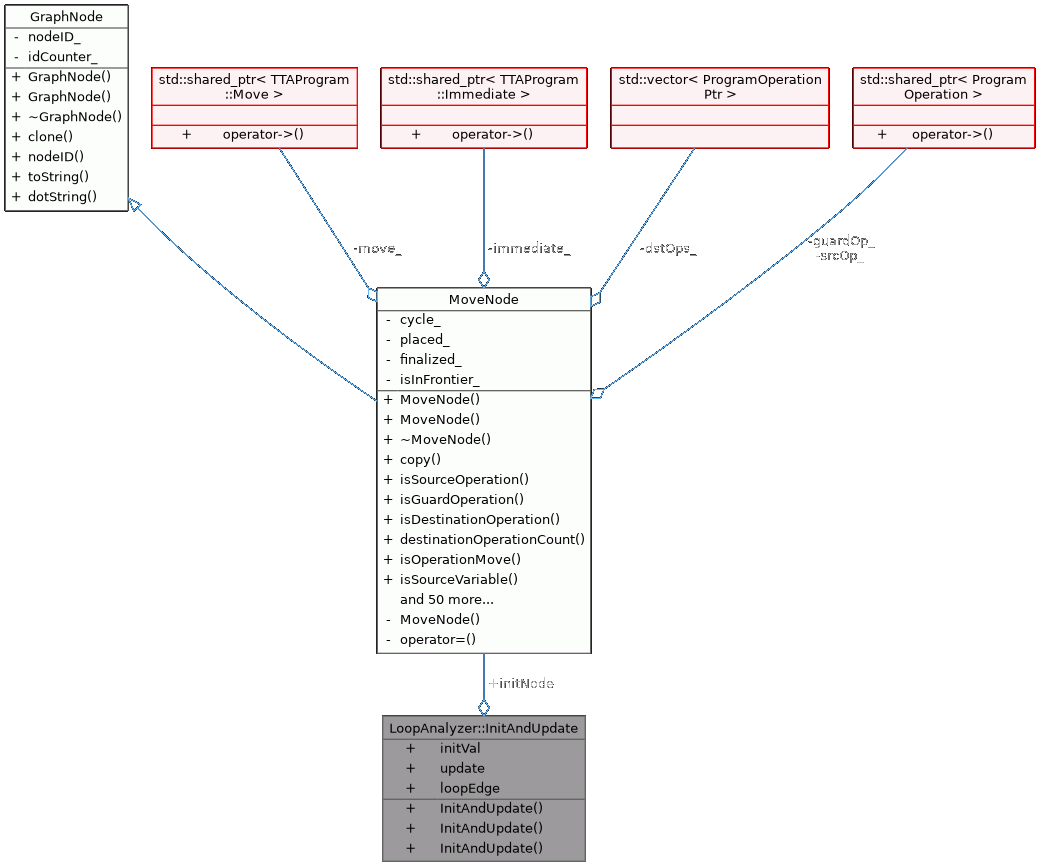 GraphNode
- nodeID_
- idCounter_
+ GraphNode()
+ GraphNode()
+ ~GraphNode()
+ clone()
+ nodeID()
+ toString()
+ dotString()
std::shared_ptr< TTAProgram
::Move >
+ operator->()
std::shared_ptr< TTAProgram
::Immediate >
+ operator->()
std::vector< ProgramOperation
Ptr >
std::shared_ptr< Program
Operation >
+ operator->()
-move_
-immediate_
-dstOps_
-guardOp_
-srcOp_
MoveNode
- cycle_
- placed_
- finalized_
- isInFrontier_
+ MoveNode()
+ MoveNode()
+ ~MoveNode()
+ copy()
+ isSourceOperation()
+ isGuardOperation()
+ isDestinationOperation()
+ destinationOperationCount()
+ isOperationMove()
+ isSourceVariable()
and 50 more...
- MoveNode()
- operator=()
+initNode
LoopAnalyzer::InitAndUpdate
+ initVal
+ update
+ loopEdge
+ InitAndUpdate()
+ InitAndUpdate()
+ InitAndUpdate()